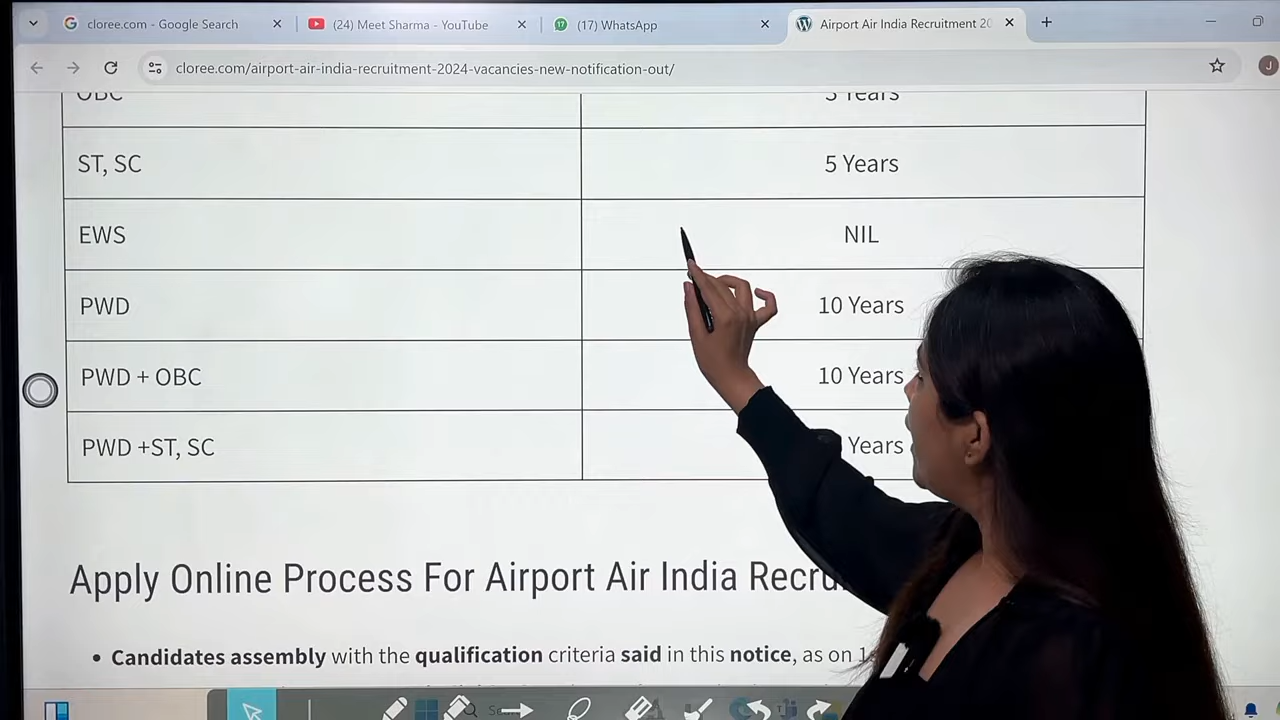 cloree.com - Google Search
(24) Meet Sharma - YouTube
(17) WhatsApp
Airport Air India Recruitment 20
cloree.com/airport-air-india-recruitment-2024-vacancies-new-notification-out/
J
OBC 3 Years
ST, SC 5 Years
EWS NIL
PWD 10 Years
PWD + OBC 10 Years
PWD +ST, SC Years
Apply Online Process For Airport Air India Recru
• Candidates assembly with the qualification criteria said in this notice, as on